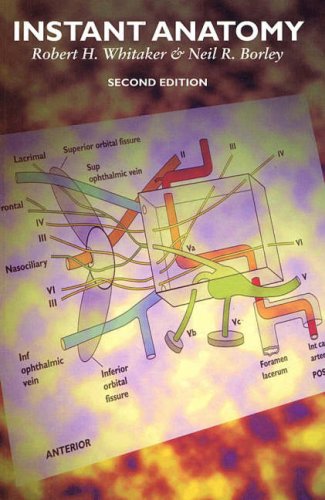 INSTANT ANATOMY
Robert H. Whitaker & Neil R. Borley
SECOND EDITION
Lacrimal
Superior orbital fissure
Sup
ophthalmic vein
II
III
IV
rontal
IV
III
Nasociliary
Va
VI
VI
III
V
Inf
ophthalmic
vein
Inferior
orbital
fissure
Vb
Vc
Foramen
lacerum
Int ca
arte
POS
ANTERIOR